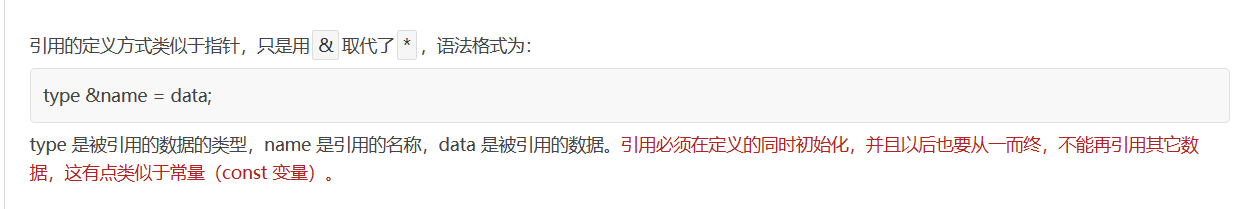 引用的定义方式类似于指针，只是用 & 取代了 * ，语法格式为：
type &name = data;
type 是被引用的数据的类型，name 是引用的名称，data 是被引用的数据。引用必须在定义的同时初始化，并且以后也要从一而终，不能再引用其它数
据，这有点类似于常量（const 变量）。